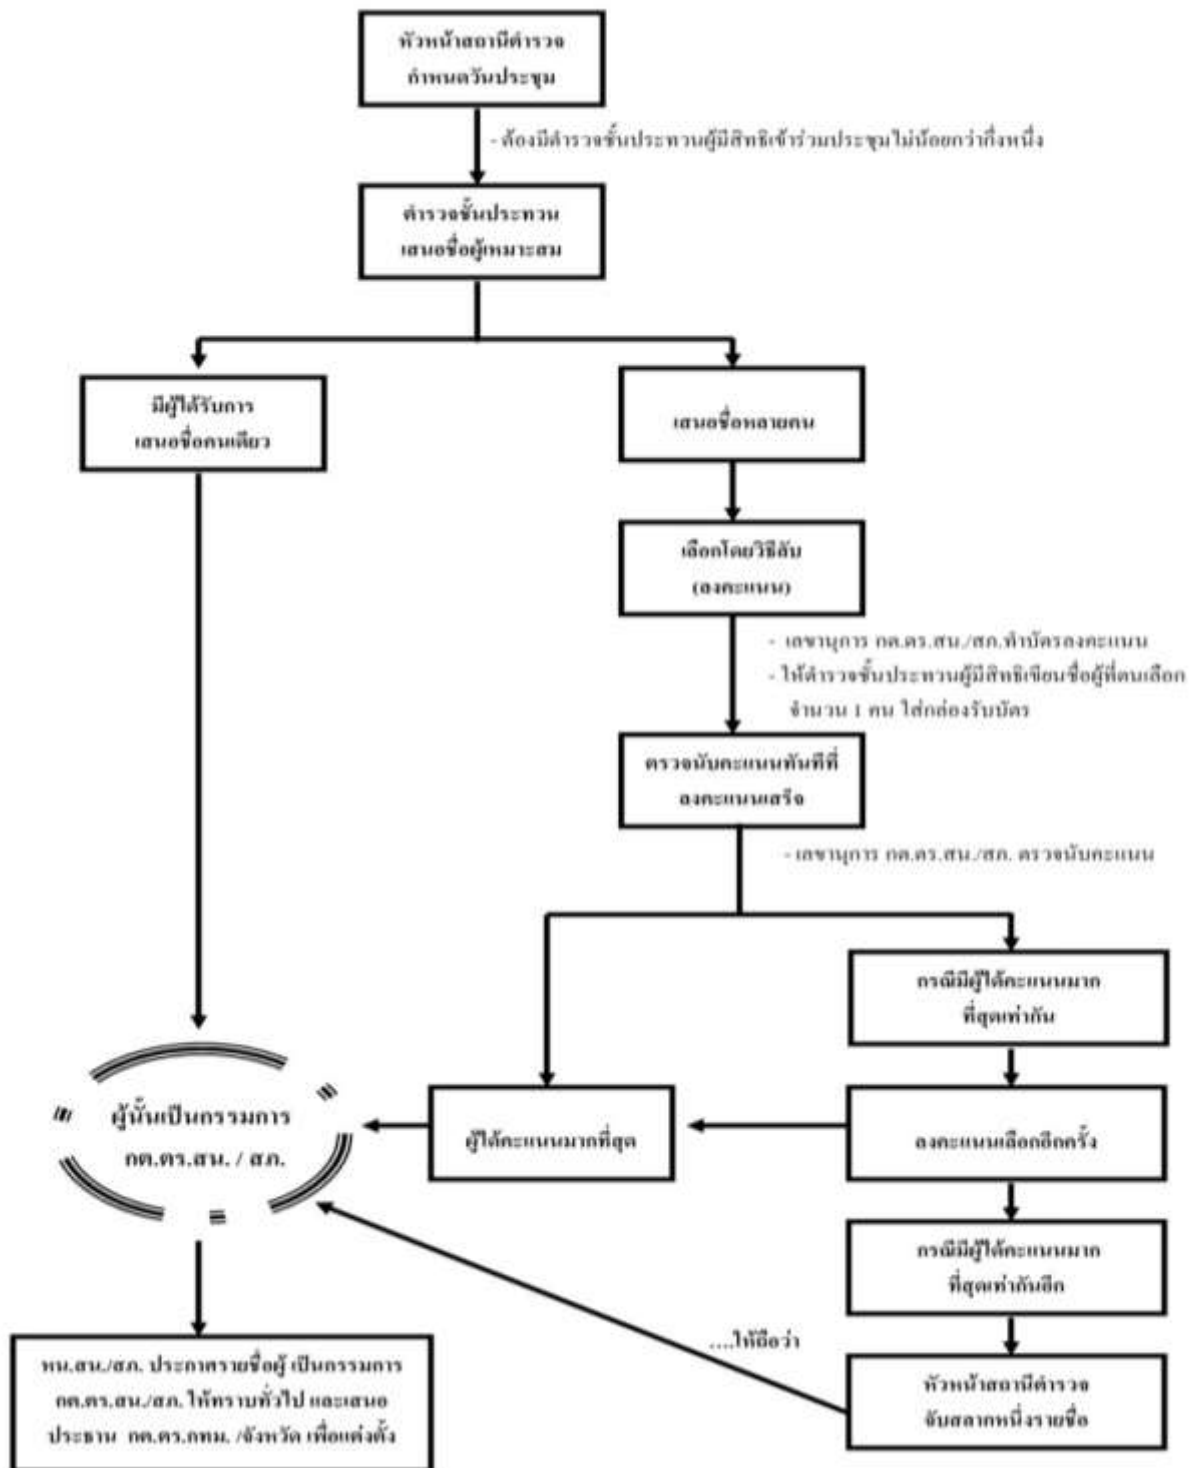 หัวหน้าสถานีตำรวจ
กำหนดวันประชุม
- ต้องมีตำรวจชั้นประทวนผู้มีสิทธิเข้าร่วมประชุมไม่น้อยกว่ากึ่งหนึ่ง
ตำรวจชั้นประทวน
เสนอชื่อผู้เหมาะสม
มีผู้ได้รับการ
เสนอชื่อคนเดียว
เสนอชื่อหลายคน
เลือกโดยวิธีลับ
(ลงคะแนน)
- เลขานุการ กต.ตร.สน./สภ.ทำบัตรลงคะแนน
- ให้ตำรวจชั้นประทวนผู้มีสิทธิเขียนชื่อผู้ที่ตนเลือก
จำนวน 1 คน ใส่กล่องรับบัตร
ตรวจนับคะแนนทันทีที่
ลงคะแนนเสร็จ
- เลขานุการ กต.ตร.สน./สภ. ตรวจนับคะแนน
กรณีมีผู้ได้คะแนนมาก
ที่สุดเท่ากัน
ผู้นั้นเป็นกรรมการ
กต.ตร.สน. / สภ.
ผู้ได้คะแนนมากที่สุด
ลงคะแนนเลือกอีกครั้ง
กรณีมีผู้ได้คะแนนมาก
ที่สุดเท่ากันอีก
....ให้ถือว่า
หน.สน./สภ. ประกาศรายชื่อผู้ เป็นกรรมการ
กต.ตร.สน./สภ. ให้ทราบทั่วไป และเสนอ
ประธาน กต.ตร.กทม. /จังหวัด เพื่อแต่งตั้ง
หัวหน้าสถานีตำรวจ
จับสลากหนึ่งรายชื่อ